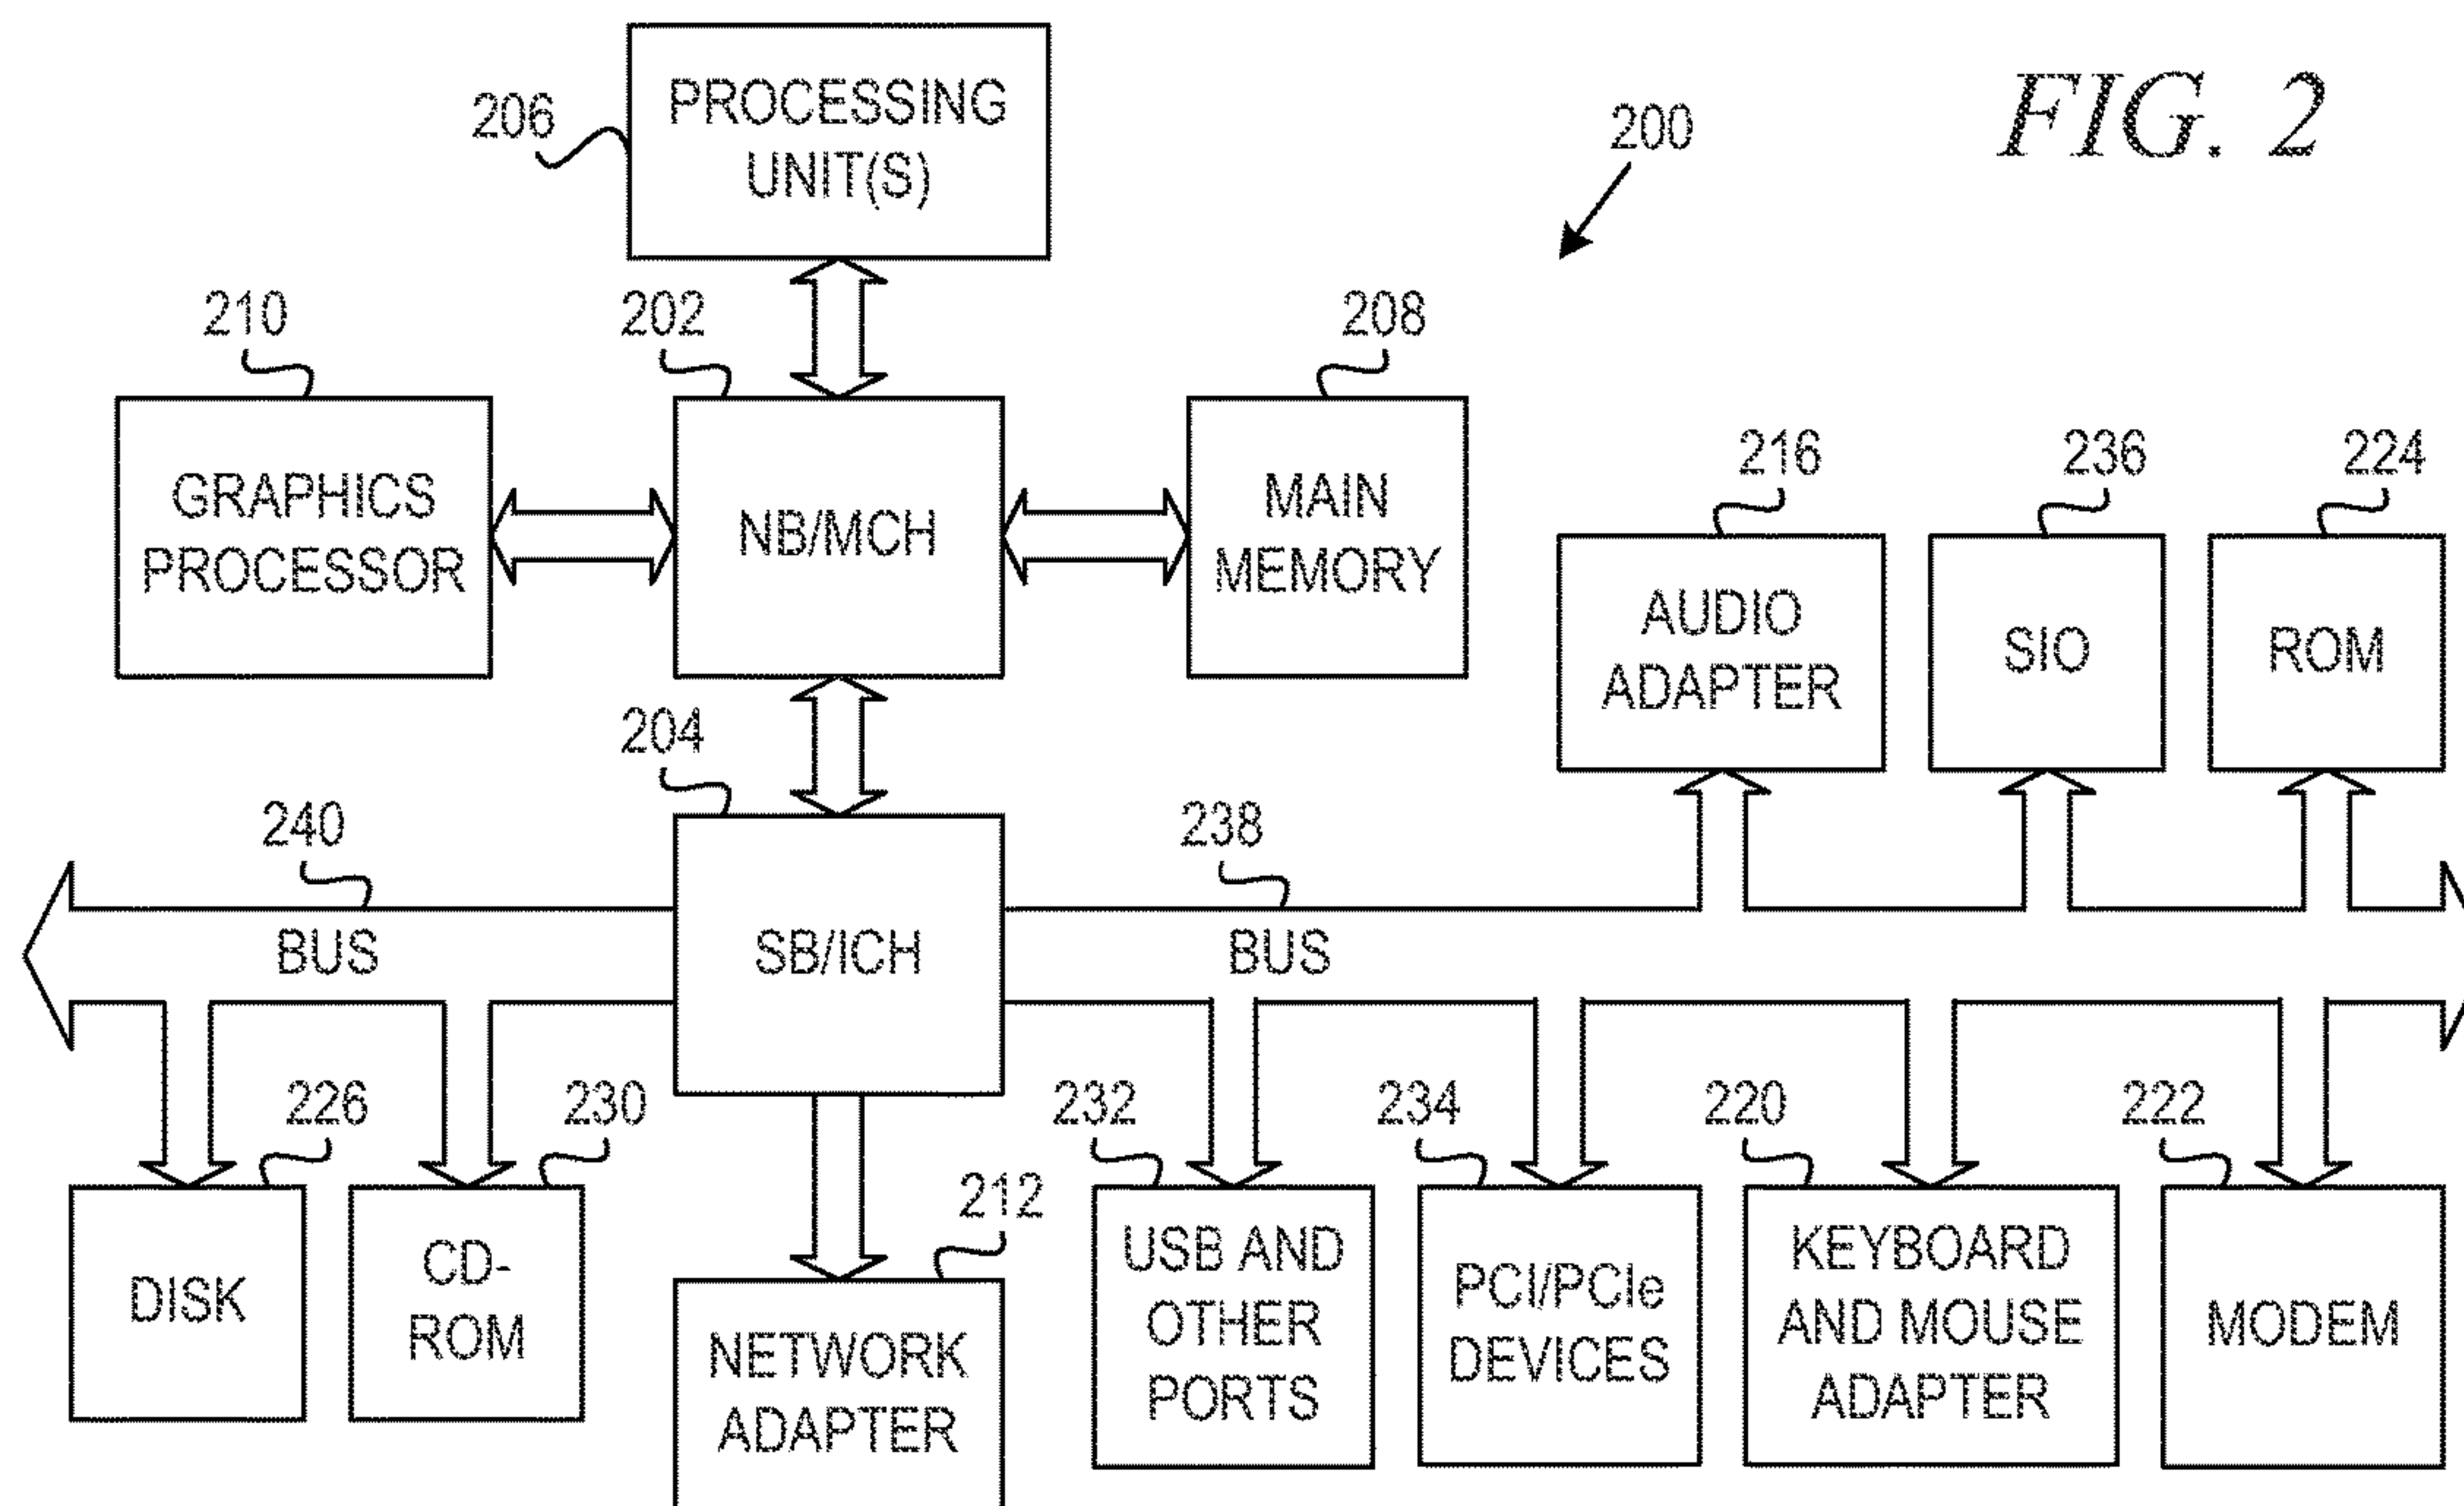 FIG. 2
200
206
PROCESSING
UNIT(S)
210
202
208
GRAPHICS
PROCESSOR
NB/MCH
MAIN
MEMORY
216
236
224
AUDIO
ADAPTER
SIO
ROM
204
240
238
BUS
SB/ICH
BUS
226
230
232
234
220
222
212
DISK
CD-
ROM
NETWORK
ADAPTER
USB AND
OTHER
PORTS
PCI/PCIe
DEVICES
KEYBOARD
AND MOUSE
ADAPTER
MODEM